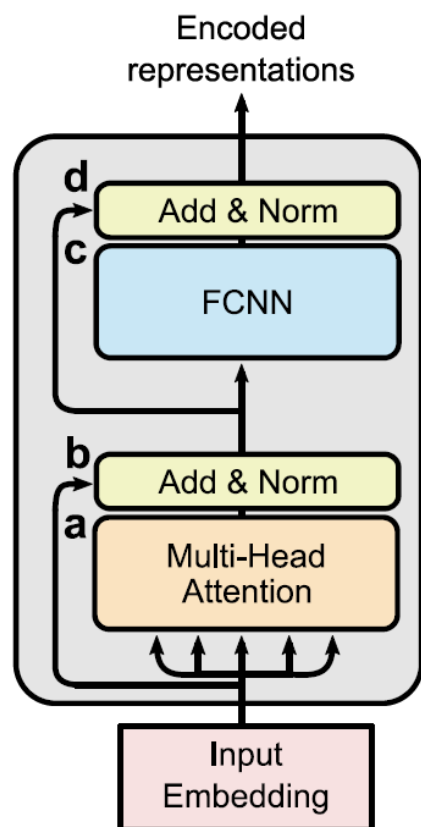 Encoded
representations
d
Add & Norm
c
FCNN
b
Add & Norm
a
Multi-Head
Attention
Input
Embedding